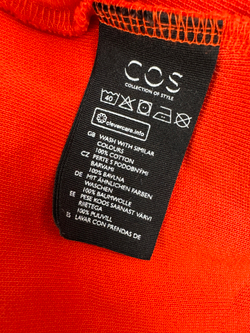 COS
COLLECTION OF STYLE
40
clevercare.info
GB WASH WITH SIMILAR
COLOURS
100% COTTON
CZ PERTE S PODOBNÝMI
BARVAMI
100% BAVLNA
DE MIT ÄHNLICHEN FARBEN
WASCHEN
100% BAUMWOLLE
EE PESE KOOS SAMAST VÄRVI
RIIETEGA
100% PUUVILL
ES LAVAR CON PRENDAS DE